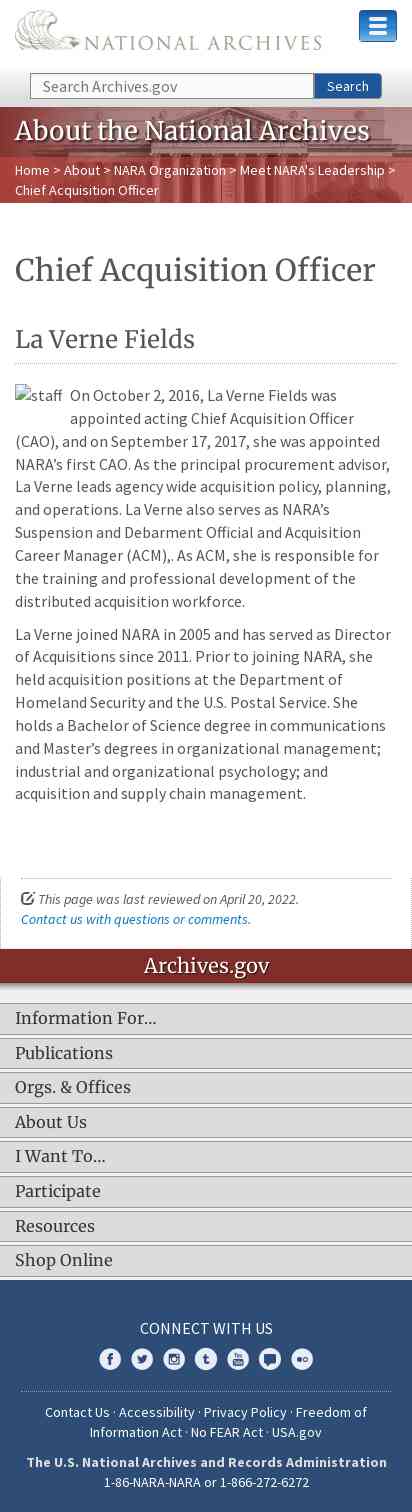 NATIONAL ARCHIVES
Search Archives.gov
Search
About the National Archives
Home > About > NARA Organization > Meet NARA's Leadership >
Chief Acquisition Officer
Chief Acquisition Officer
La Verne Fields
staff
On October 2, 2016, La Verne Fields was
appointed acting Chief Acquisition Officer
(CAO), and on September 17, 2017, she was appointed
NARA’s first CAO. As the principal procurement advisor,
La Verne leads agency wide acquisition policy, planning,
and operations. La Verne also serves as NARA’s
Suspension and Debarment Official and Acquisition
Career Manager (ACM),. As ACM, she is responsible for
the training and professional development of the
distributed acquisition workforce.
La Verne joined NARA in 2005 and has served as Director
of Acquisitions since 2011. Prior to joining NARA, she
held acquisition positions at the Department of
Homeland Security and the U.S. Postal Service. She
holds a Bachelor of Science degree in communications
and Master’s degrees in organizational management;
industrial and organizational psychology; and
acquisition and supply chain management.
This page was last reviewed on April 20, 2022.
Contact us with questions or comments.
Archives.gov
Information For…
Publications
Orgs. & Offices
About Us
I Want To…
Participate
Resources
Shop Online
CONNECT WITH US
Contact Us · Accessibility · Privacy Policy · Freedom of
Information Act · No FEAR Act · USA.gov
The U.S. National Archives and Records Administration
1-86-NARA-NARA or 1-866-272-6272